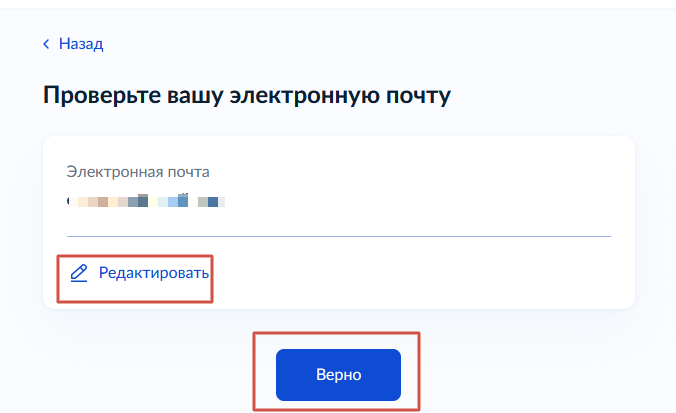 Назад
Проверьте вашу электронную почту
Электронная почта
Редактировать
Верно